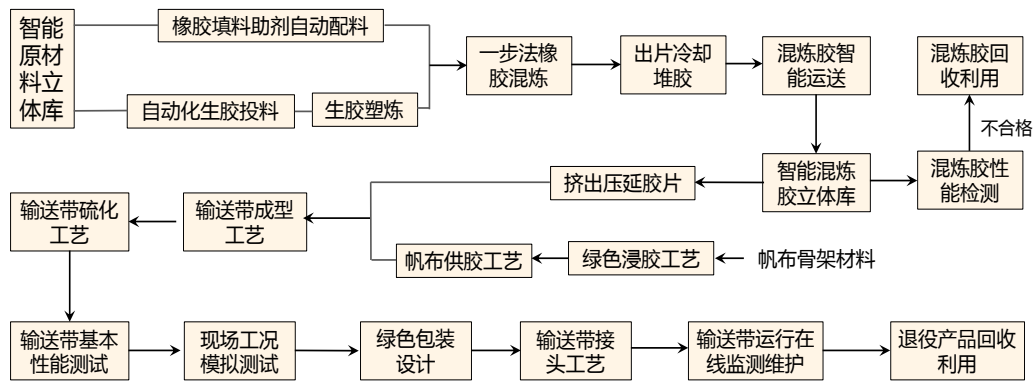 智能
原材
料立
体库
橡胶填料助剂自动配料
自动化生胶投料
生胶塑炼
一步法橡
胶混炼
出片冷却
堆胶
混炼胶智
能运送
混炼胶回
收利用
不合格
智能混炼
胶立体库
混炼胶性
能检测
挤出压延胶片
输送带硫化
工艺
输送带成型
工艺
帆布供胶工艺
绿色浸胶工艺
帆布骨架材料
输送带基本
性能测试
现场工况
模拟测试
绿色包装
设计
输送带接
头工艺
输送带运行在
线监测维护
退役产品回收
利用